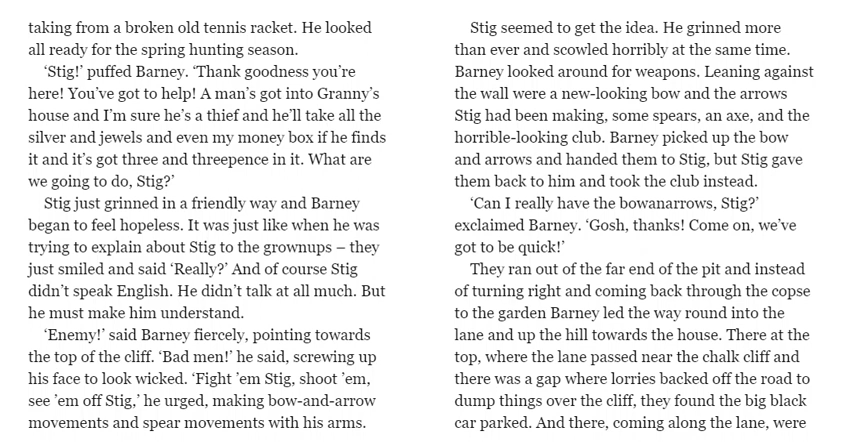 taking from a broken old tennis racket. He looked
all ready for the spring hunting season.
‘Stig!’ puffed Barney. ‘Thank goodness you’re
here! You’ve got to help! A man’s got into Granny’s
house and I’m sure he’s a thief and he’ll take all the
silver and jewels and even my money box if he finds
it and it’s got three and threepence in it. What are
we going to do, Stig?’
Stig just grinned in a friendly way and Barney
began to feel hopeless. It was just like when he was
trying to explain about Stig to the grownups – they
just smiled and said ‘Really?’ And of course Stig
didn’t speak English. He didn’t talk at all much. But
he must make him understand.
‘Enemy!’ said Barney fiercely, pointing towards
the top of the cliff. ‘Bad men!’ he said, screwing up
his face to look wicked. ‘Fight ’em Stig, shoot ’em,
see ’em off Stig,’ he urged, making bow-and-arrow
movements and spear movements with his arms.
Stig seemed to get the idea. He grinned more
than ever and scowled horribly at the same time.
Barney looked around for weapons. Leaning against
the wall were a new-looking bow and the arrows
Stig had been making, some spears, an axe, and the
horrible-looking club. Barney picked up the bow
and arrows and handed them to Stig, but Stig gave
them back to him and took the club instead.
‘Can I really have the bowanarrows, Stig?’
exclaimed Barney. ‘Gosh, thanks! Come on, we’ve
got to be quick!’
They ran out of the far end of the pit and instead
of turning right and coming back through the copse
to the garden Barney led the way round into the
lane and up the hill towards the house. There at the
top, where the lane passed near the chalk cliff and
there was a gap where lorries backed off the road to
dump things over the cliff, they found the big black
car parked. And there, coming along the lane, were